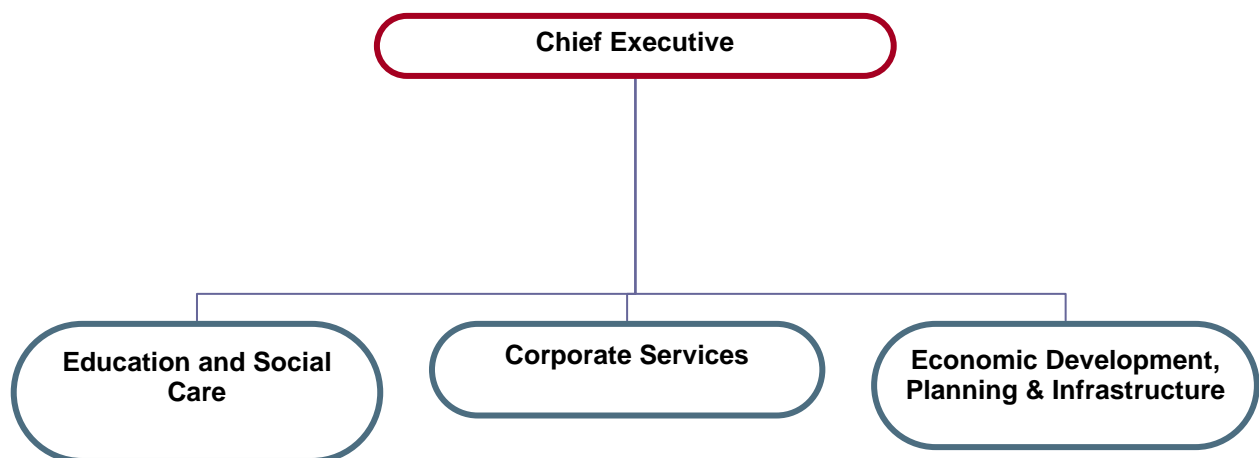 Chief Executive
Education and Social
Care
Corporate Services
Economic Development,
Planning & Infrastructure